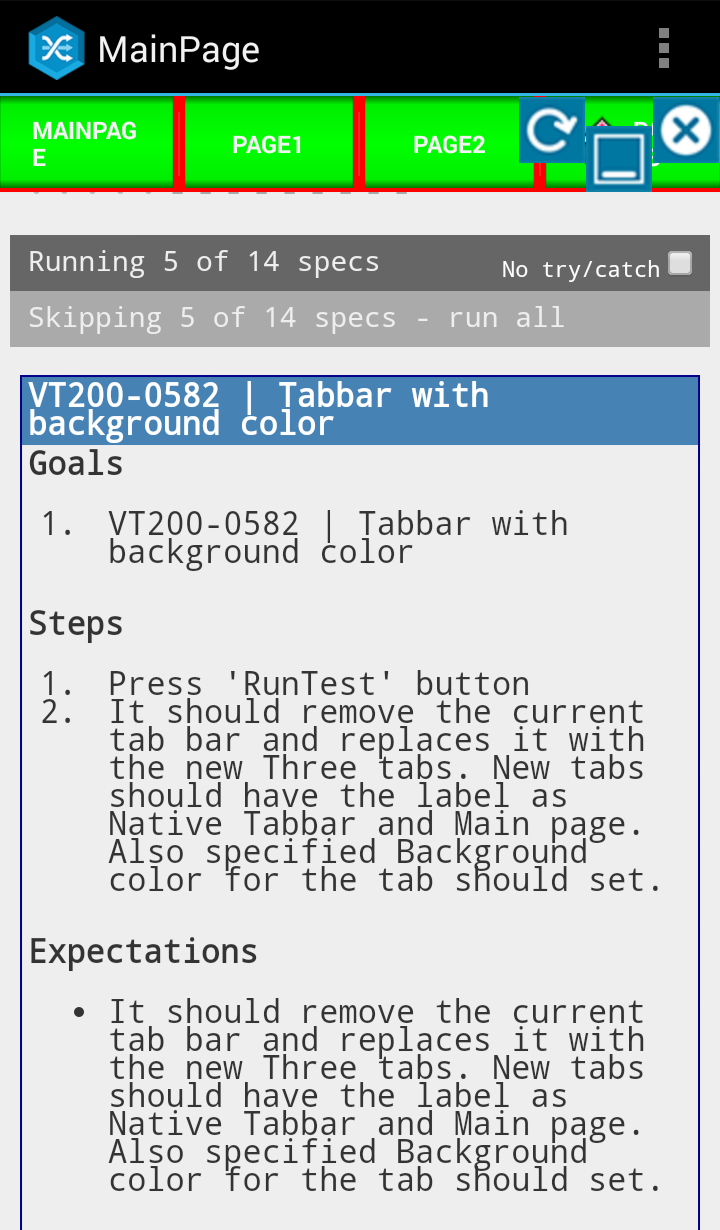 MainPage
MAINPAG
E
PAGE1
PAGE2
Running 5 of 14 specs
No try/catch
Skipping 5 of 14 specs - run all
VT200-0582 | Tabbar with
background color
Goals
1. VT200-0582 | Tabbar with
background color
Steps
1. Press 'RunTest' button
2. It should remove the current
tab bar and replaces it with
the new Three tabs. New tabs
should have the label as
Native Tabbar and Main page.
Also specified Background
color for the tab should set.
Expectations
• It should remove the current
tab bar and replaces it with
the new Three tabs. New tabs
should have the label as
Native Tabbar and Main page.
Also specified Background
color for the tab should set.